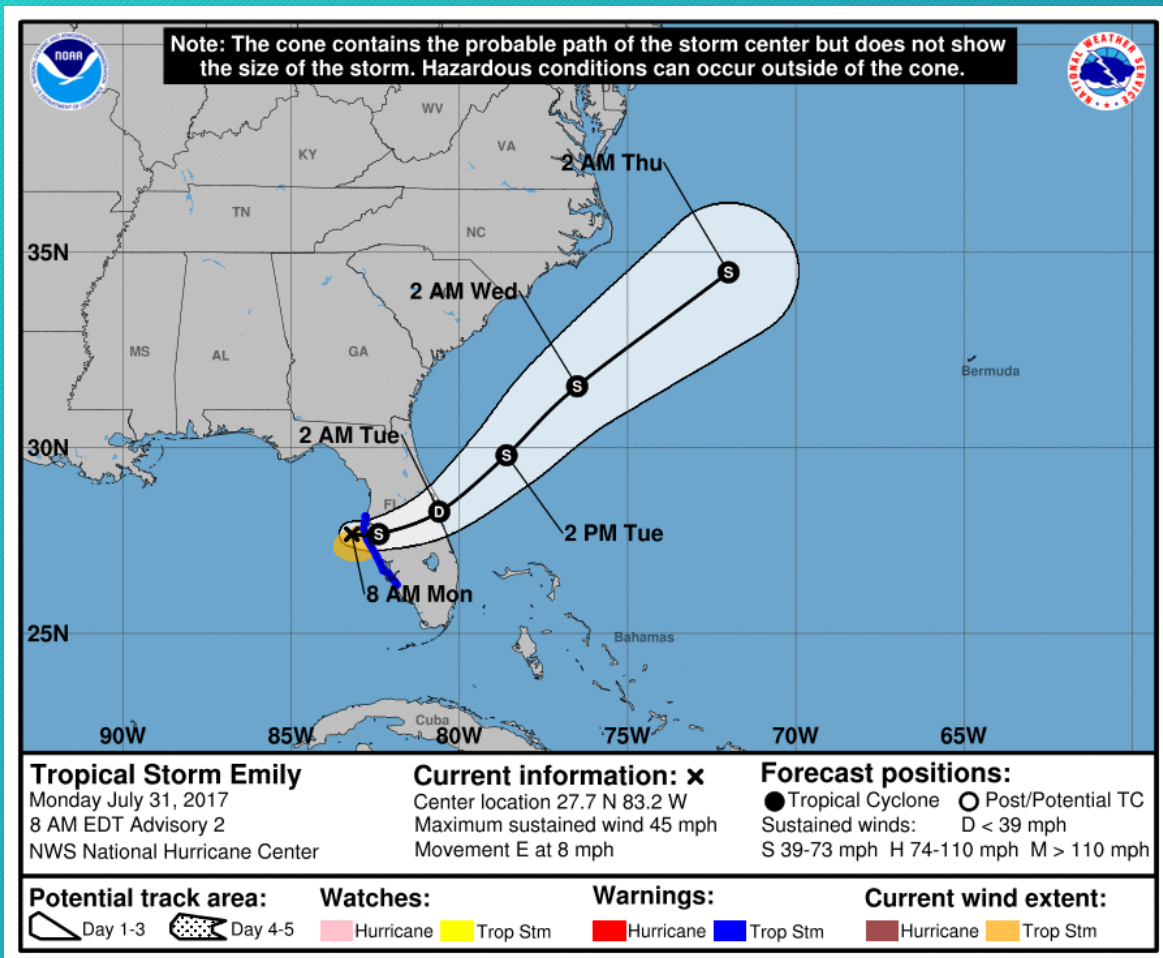 Note: The cone contains the probable path of the storm center but does not show
the size of the storm. Hazardous conditions can occur outside of the cone.
NOAA
NATIONAL WEATHER SERVICE
DE
WV
VA
KY
2 AM Thu
TN
NC
35N
2 AM Wed
MS
AL
GA
Bermuda
2 AM Tue
30N
FL
S
S
S
D
S
2 PM Tue
8 AM Mon
25N
Bahamas
Cuba
90W 85W 80W 75W 70W 65W
Tropical Storm Emily
Monday July 31, 2017
8 AM EDT Advisory 2
NWS National Hurricane Center
Current information: ×
Center location 27.7 N 83.2 W
Maximum sustained wind 45 mph
Movement E at 8 mph
Forecast positions:
Tropical Cyclone Post/Potential TC
Sustained winds: D < 39 mph
S 39-73 mph H 74-110 mph M > 110 mph
Potential track area:
Day 1-3 Day 4-5
Watches:
Hurricane Trop Stm
Warnings:
Hurricane Trop Stm
Current wind extent:
Hurricane Trop Stm